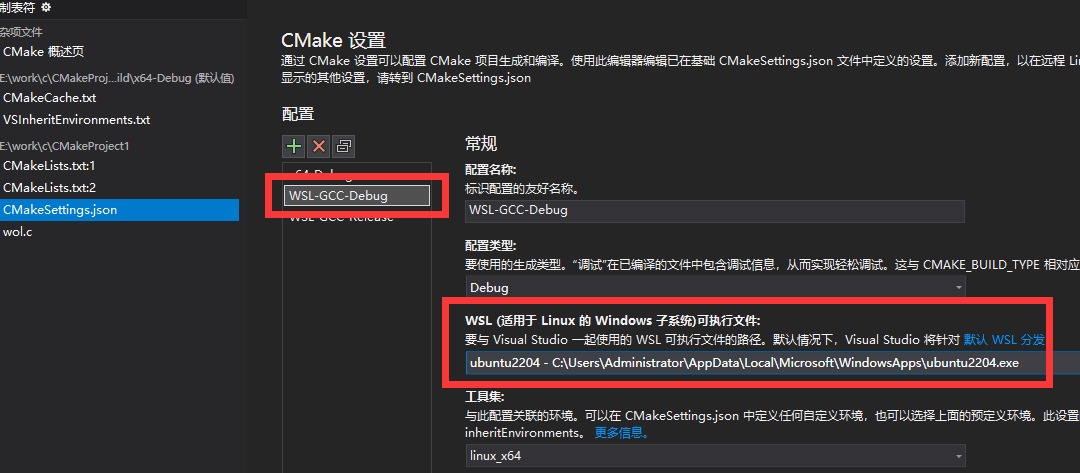 制表符
杂项文件
CMake 概述页
E:\work\c\CMakeProj...ild\x64-Debug (默认值)
CMakeCache.txt
VSInheritEnvironments.txt
E:\work\c\CMakeProject1
CMakeLists.txt:1
CMakeLists.txt:2
CMakeSettings.json
wol.c
CMake 设置
通过 CMake 设置可以配置 CMake 项目生成和编译。使用此编辑器编辑已在基础 CMakeSettings.json 文件中定义的设置。添加新配置，以在远程 Lin
显示的其他设置，请转到 CMakeSettings.json
配置
64-Debug
WSL-GCC-Debug
WSL-GCC-Release
常规
配置名称:
标识配置的友好名称。
WSL-GCC-Debug
配置类型:
要使用的生成类型。“调试”在已编译的文件中包含调试信息，从而实现轻松调试。这与 CMAKE_BUILD_TYPE 相对应
Debug
WSL (适用于 Linux 的 Windows 子系统)可执行文件:
要与 Visual Studio 一起使用的 WSL 可执行文件的路径。默认情况下，Visual Studio 将针对 默认 WSL 分发
ubuntu2204 - C:\Users\Administrator\AppData\Local\Microsoft\WindowsApps\ubuntu2204.exe
工具集:
与此配置关联的环境。可以在 CMakeSettings.json 中定义任何自定义环境，也可以选择上面的预定义环境。此设置
inheritEnvironments。 更多信息。
linux_x64